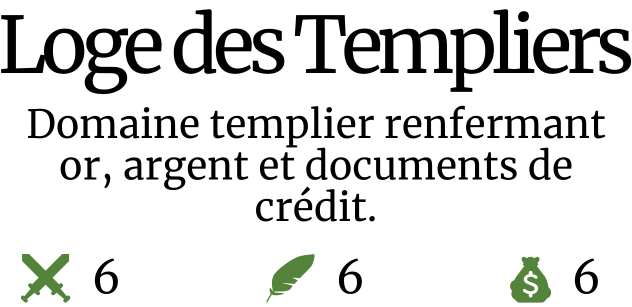 Loge des Templiers
Domaine templier renfermant
or, argent et documents de
crédit.
6 6 $ 6